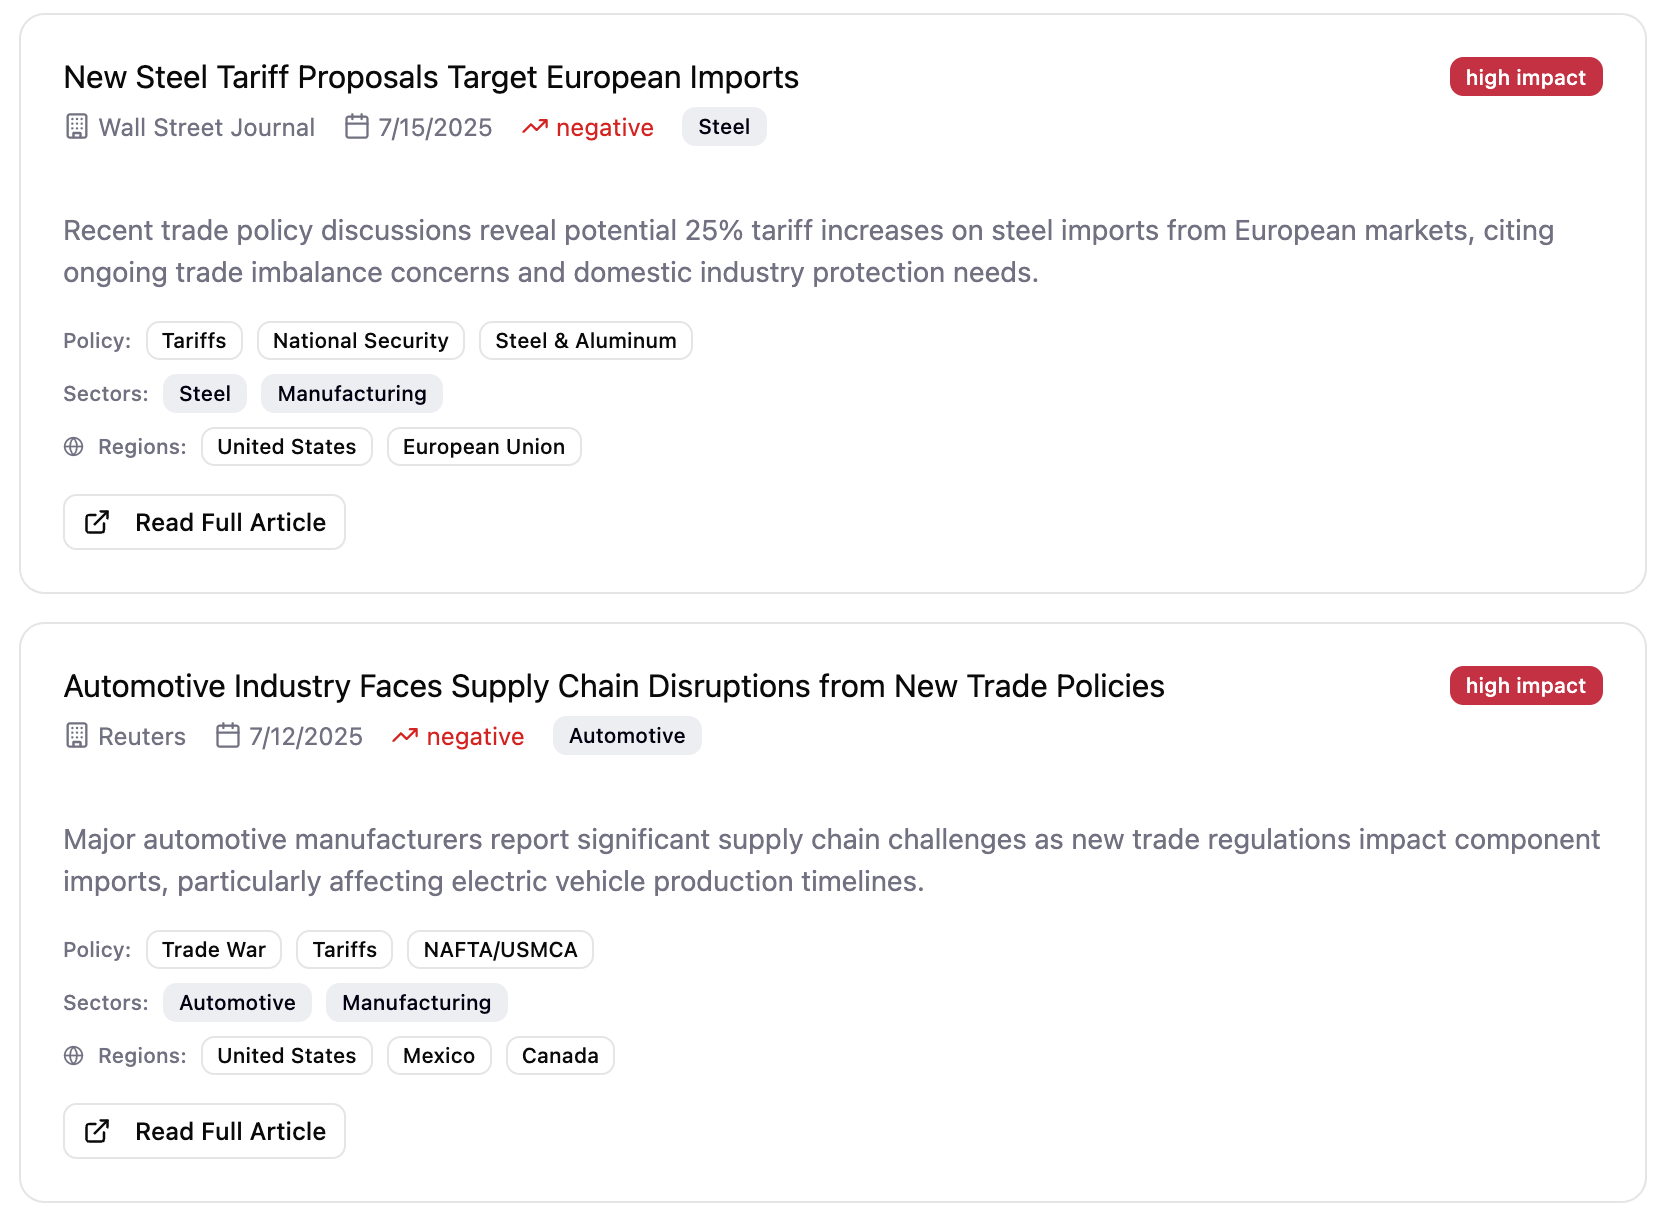 New Steel Tariff Proposals Target European Imports
high impact
Wall Street Journal 7/15/2025 negative Steel
Recent trade policy discussions reveal potential 25% tariff increases on steel imports from European markets, citing
ongoing trade imbalance concerns and domestic industry protection needs.
Policy: Tariffs National Security Steel & Aluminum
Sectors: Steel Manufacturing
Regions: United States European Union
Read Full Article
Automotive Industry Faces Supply Chain Disruptions from New Trade Policies
high impact
Reuters 7/12/2025 negative Automotive
Major automotive manufacturers report significant supply chain challenges as new trade regulations impact component
imports, particularly affecting electric vehicle production timelines.
Policy: Trade War Tariffs NAFTA/USMCA
Sectors: Automotive Manufacturing
Regions: United States Mexico Canada
Read Full Article